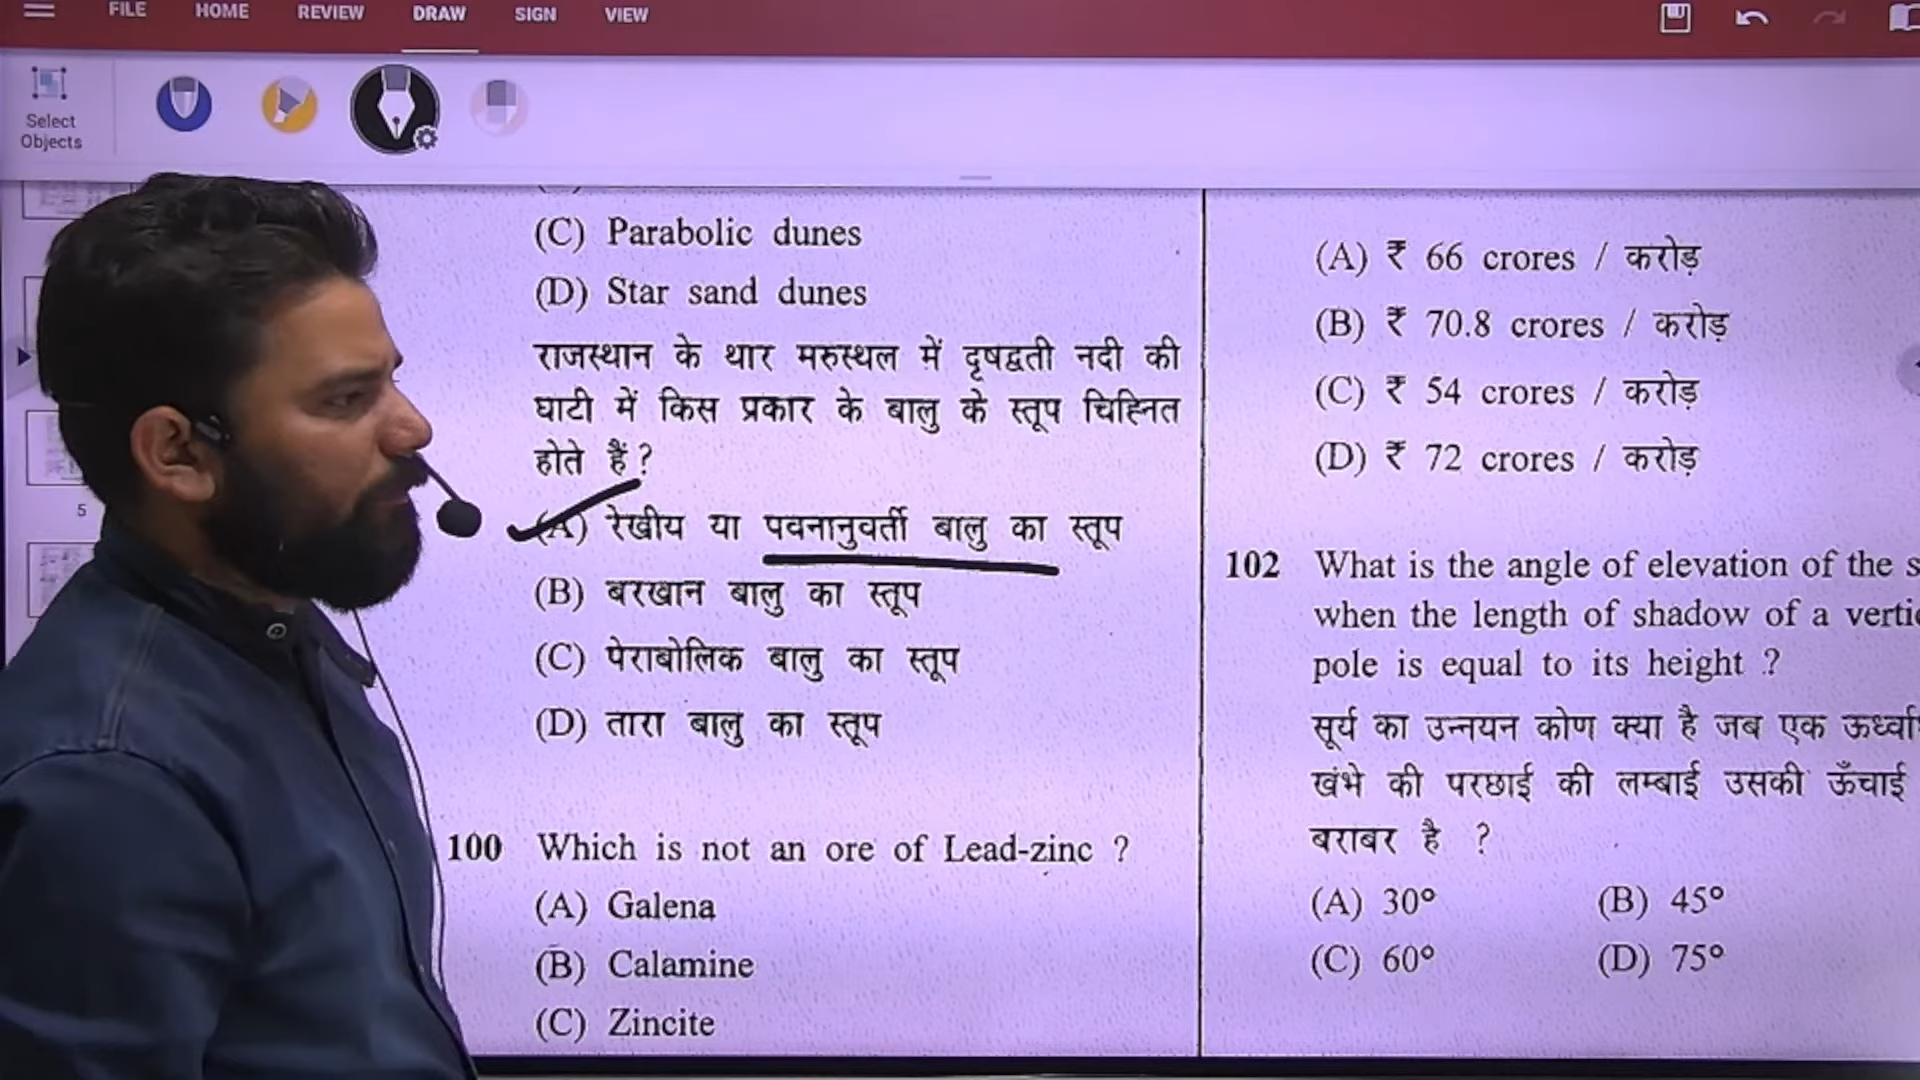 FILE HOME REVIEW DRAW SIGN VIEW
Select
Objects
5
(C) Parabolic dunes
(D) Star sand dunes
राजस्थान के थार मरुस्थल में दृषद्वती नदी की
घाटी में किस प्रकार के बालु के स्तूप चिह्नित
होते हैं ?
(A) रेखीय या पवनानुवर्ती बालु का स्तूप
(B) बरखान बालु का स्तूप
(C) पेराबोलिक बालु का स्तूप
(D) तारा बालु का स्तूप
100 Which is not an ore of Lead-zinc ?
(A) Galena
(B) Calamine
(C) Zincite
(A) ₹ 66 crores / करोड़
(B) ₹ 70.8 crores / करोड़
(C) ₹ 54 crores / करोड़
(D) ₹ 72 crores / करोड़
102 What is the angle of elevation of the
when the length of shadow of a
pole is equal to its height ?
सूर्य का उन्नयन कोण क्या है जब एक
खंभे की परछाई की लम्बाई उसकी ऊँचाई
बराबर है ?
(A) 30° (B) 45°
(C) 60° (D) 75°